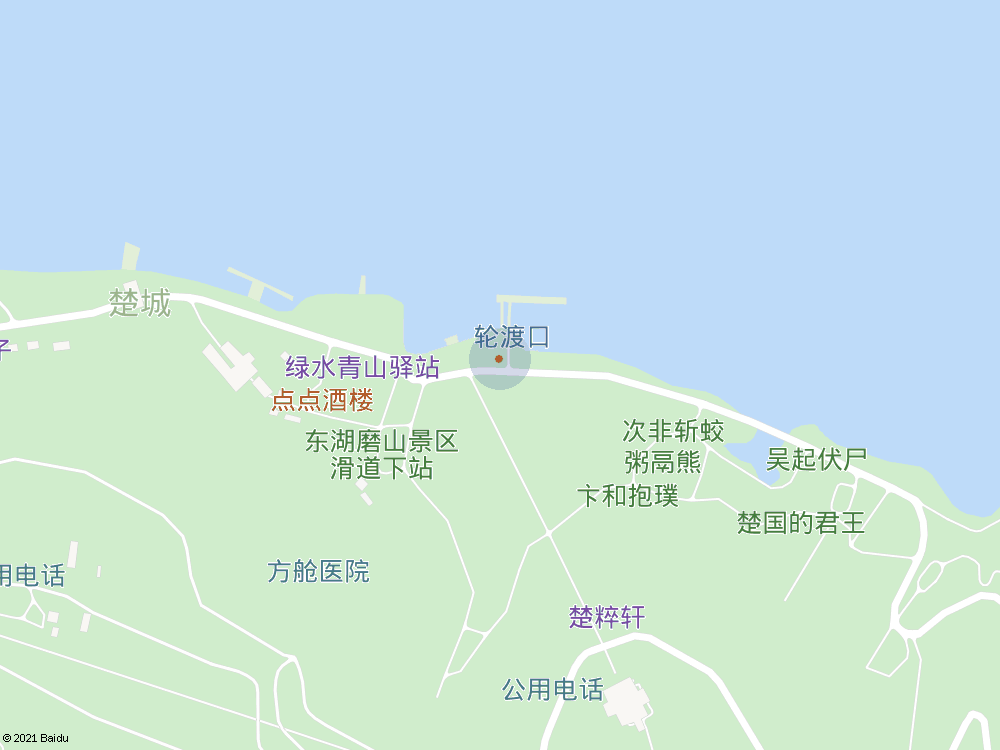 楚城
轮渡口
子
绿水青山驿站
点点酒楼
东湖磨山景区
滑道下站
次非斩蛟
粥鬲熊
吴起伏尸
卞和抱璞
楚国的君王
方舱医院
用电话
楚粹轩
公用电话
© 2021 Baidu